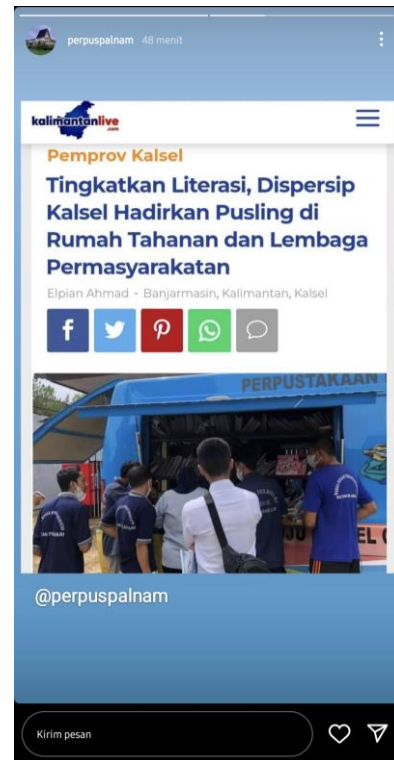 perpuspalnam 48 menit
kalimantanlive
.com
Pemprov Kalsel
Tingkatkan Literasi, Dispersip
Kalsel Hadirkan Pusling di
Rumah Tahanan dan Lembaga
Permasyarakatan
Elpian Ahmad - Banjarmasin, Kalimantan, Kalsel
f
PERPUSTAKAAN
@perpuspalnam
Kirim pesan